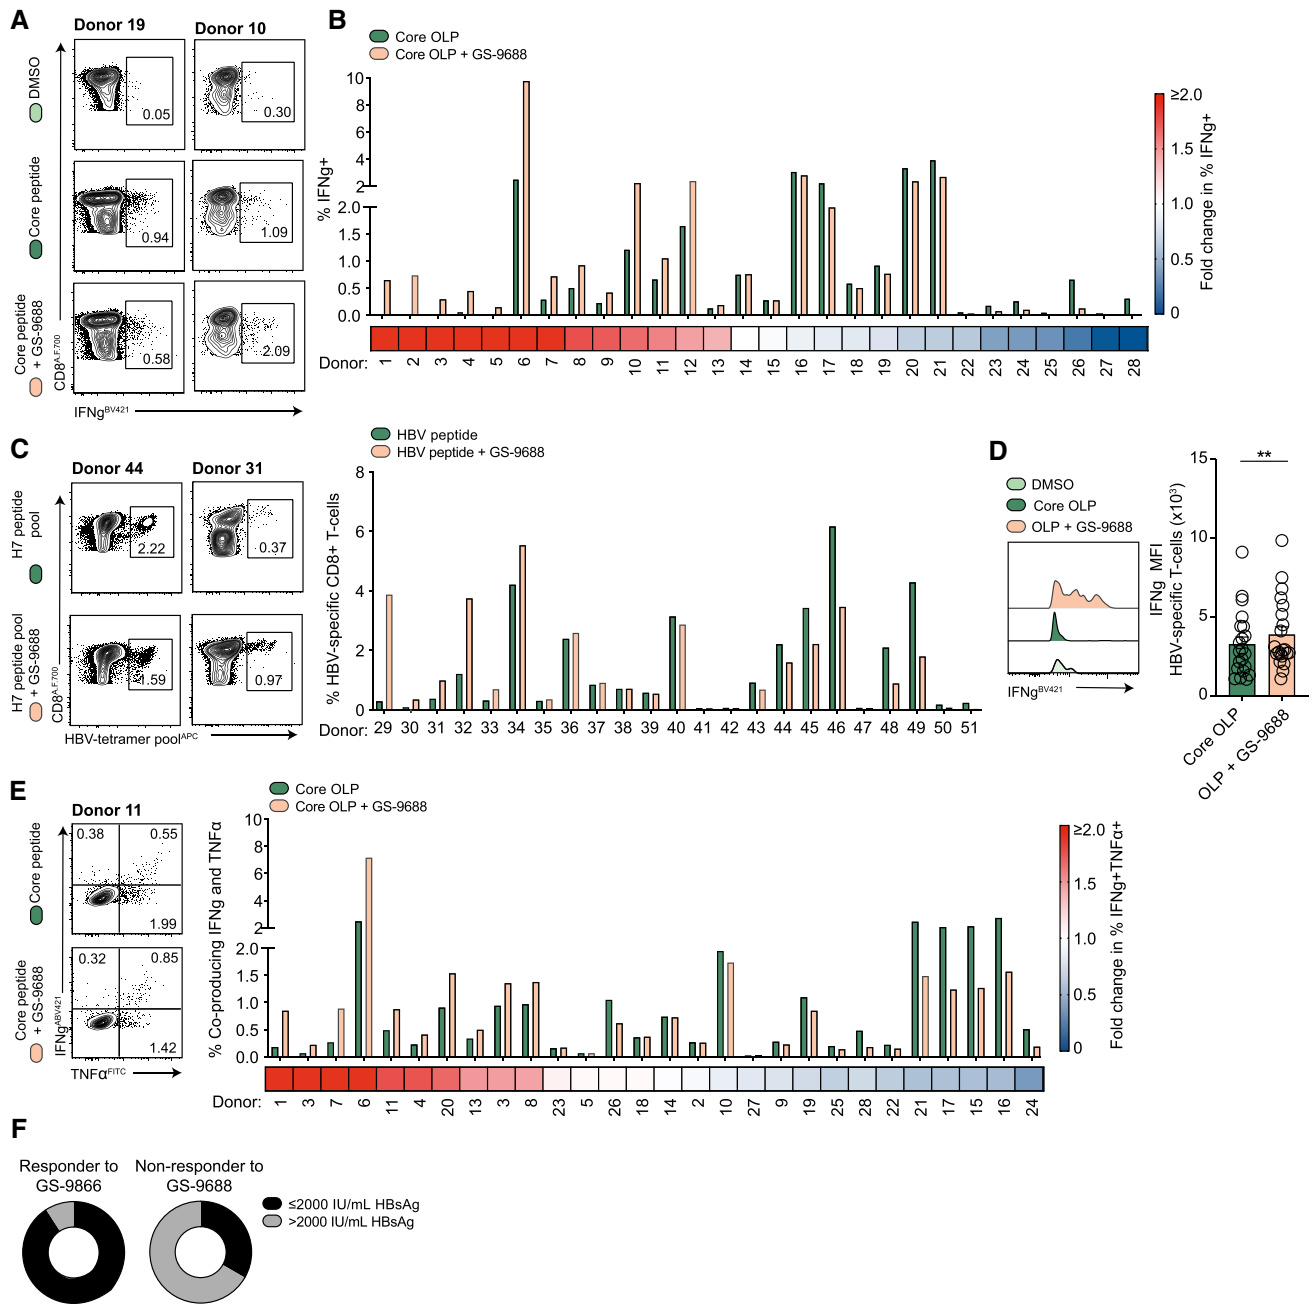 A
Donor 19
Donor 10
DMSO
Core peptide
Core peptide
+ GS-9688
0.05
0.30
0.94
1.09
0.58
2.09
CD8A.F.700
IFNgBV421
B
Core OLP
Core OLP + GS-9688
% IFNg+
10
8
6
4
2
2.0
1.5
1.0
0.5
0.0
Donor:
1 2 3 4 5 6 7 8 9 10 11 12 13 14 15 16 17 18 19 20 21 22 23 24 25 26 27 28
≥2.0
1.5
1.0
0.5
0
Fold change in % IFNg+
C
Donor 44
Donor 31
H7 peptide
pool
H7 peptide pool
+ GS-9688
2.22
0.37
1.59
0.97
CD8A.F.700
HBV-tetramer poolAPC
HBV peptide
HBV peptide + GS-9688
% HBV-specific CD8+ T-cells
8
6
4
2
0
Donor:
29 30 31 32 33 34 35 36 37 38 39 40 41 42 43 44 45 46 47 48 49 50 51
D
DMSO
Core OLP
OLP + GS-9688
IFNgBV421
IFNg MFI
HBV-specific T-cells (x10³)
15
10
5
0
**
Core OLP
OLP + GS-9688
E
Donor 11
Core peptide
Core peptide
+ GS-9688
0.38
0.55
1.99
0.32
0.85
1.42
IFNgABV421
TNFαFITC
Core OLP
Core OLP + GS-9688
% Co-producing IFNg and TNFα
10
8
6
4
2
2.0
1.5
1.0
0.5
0.0
Donor:
1 3 7 6 11 4 20 13 3 8 23 5 26 18 14 2 10 27 9 19 25 28 22 21 17 15 16 24
≥2.0
1.5
1.0
0.5
0
Fold change in % IFNg+TNFα+
F
Responder to
GS-9866
Non-responder to
GS-9688
≤2000 IU/mL HBsAg
>2000 IU/mL HBsAg